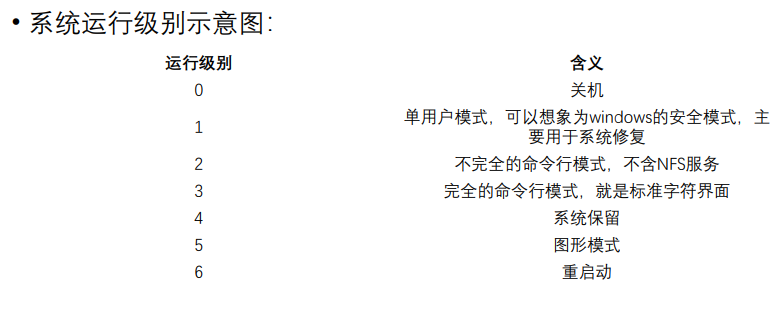 • 系统运行级别示意图：
运行级别 含义
0 关机
1 单用户模式，可以想象为windows的安全模式，主
要用于系统修复
2 不完全的命令行模式，不含NFS服务
3 完全的命令行模式，就是标准字符界面
4 系统保留
5 图形模式
6 重启动